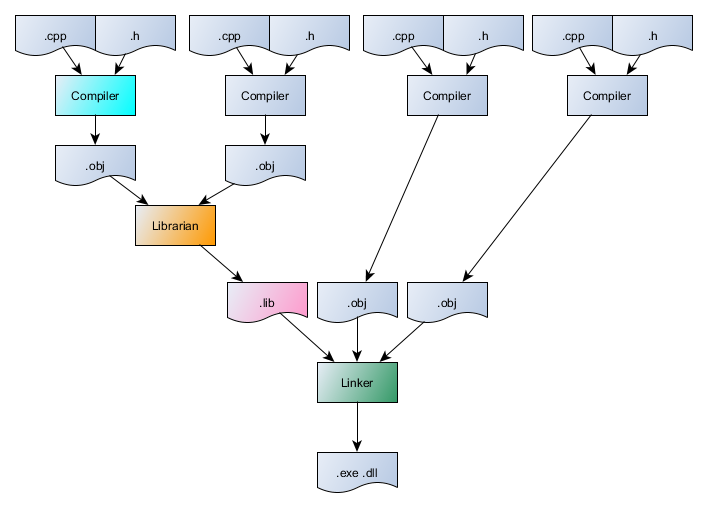 .cpp .h .cpp .h .cpp .h .cpp .h
Compiler Compiler Compiler Compiler
.obj .obj
Librarian
.lib .obj .obj
Linker
.exe .dll